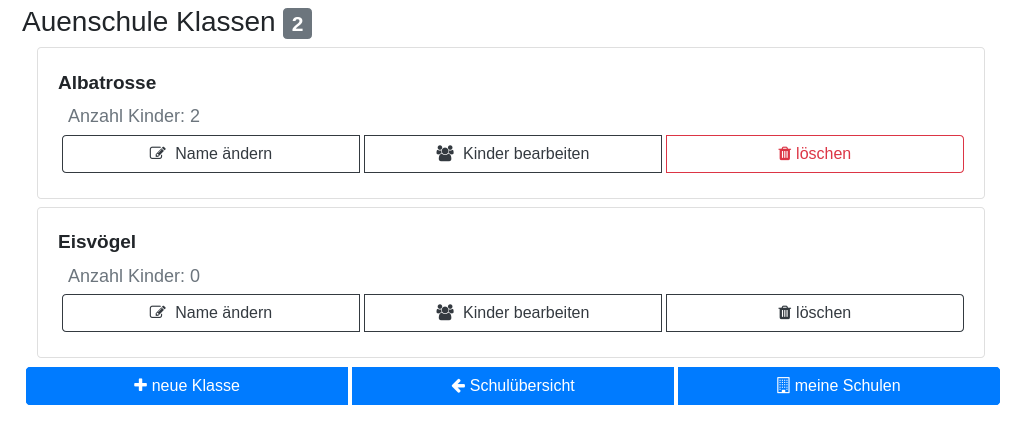 Auenschule Klassen 2
Albatrosse
Anzahl Kinder: 2
Name ändern Kinder bearbeiten löschen
Eisvögel
Anzahl Kinder: 0
Name ändern Kinder bearbeiten löschen
neue Klasse Schulübersicht meine Schulen